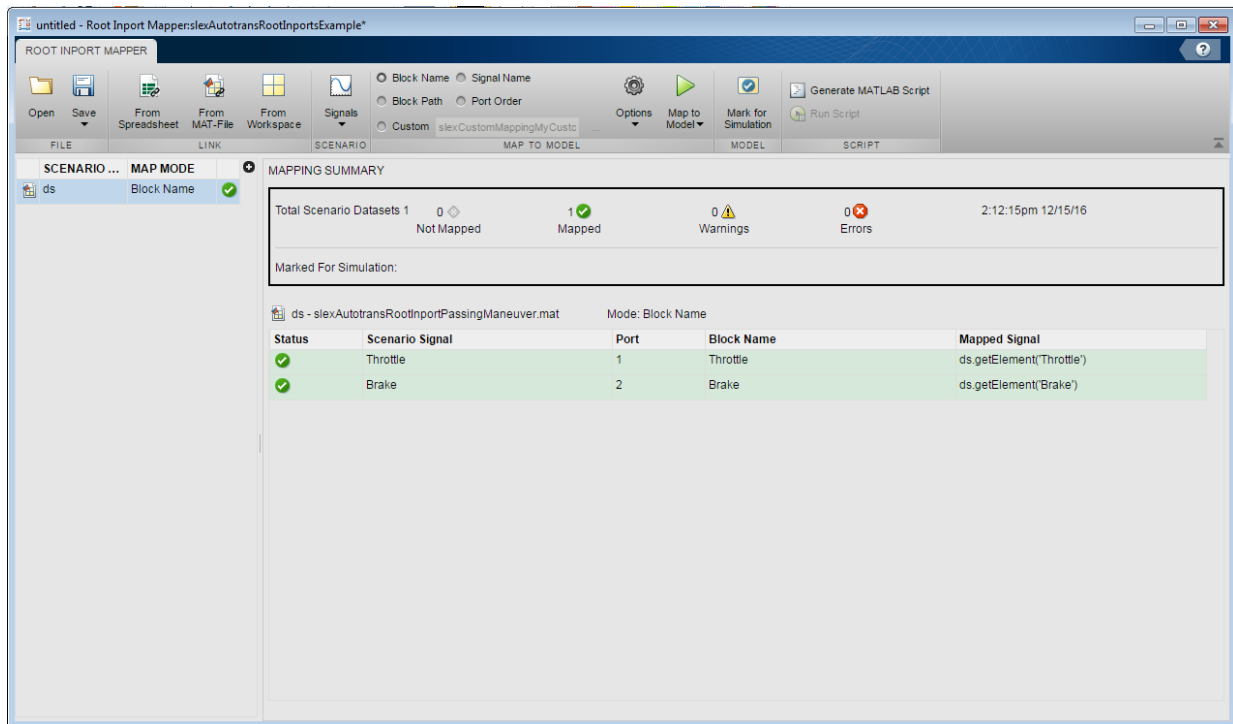 untitled - Root Inport Mapper:slexAutotransRootInportsExample*
ROOT INPORT MAPPER
?
Block Name Signal Name
Block Path Port Order
Custom slexCustomMappingMyCusto ...
Open Save From Spreadsheet From MAT-File From Workspace Signals Options Map to Model Mark for Simulation
Generate MATLAB Script
Run Script
FILE LINK SCENARIO MAP TO MODEL MODEL SCRIPT
SCENARIO ... MAP MODE
ds Block Name
MAPPING SUMMARY
Total Scenario Datasets 1 0 1 0 0 2:12:15pm 12/15/16
Not Mapped Mapped Warnings Errors
Marked For Simulation:
ds - slexAutotransRootInportPassingManeuver.mat Mode: Block Name
Status Scenario Signal Port Block Name Mapped Signal
Throttle 1 Throttle ds.getElement('Throttle')
Brake 2 Brake ds.getElement('Brake')